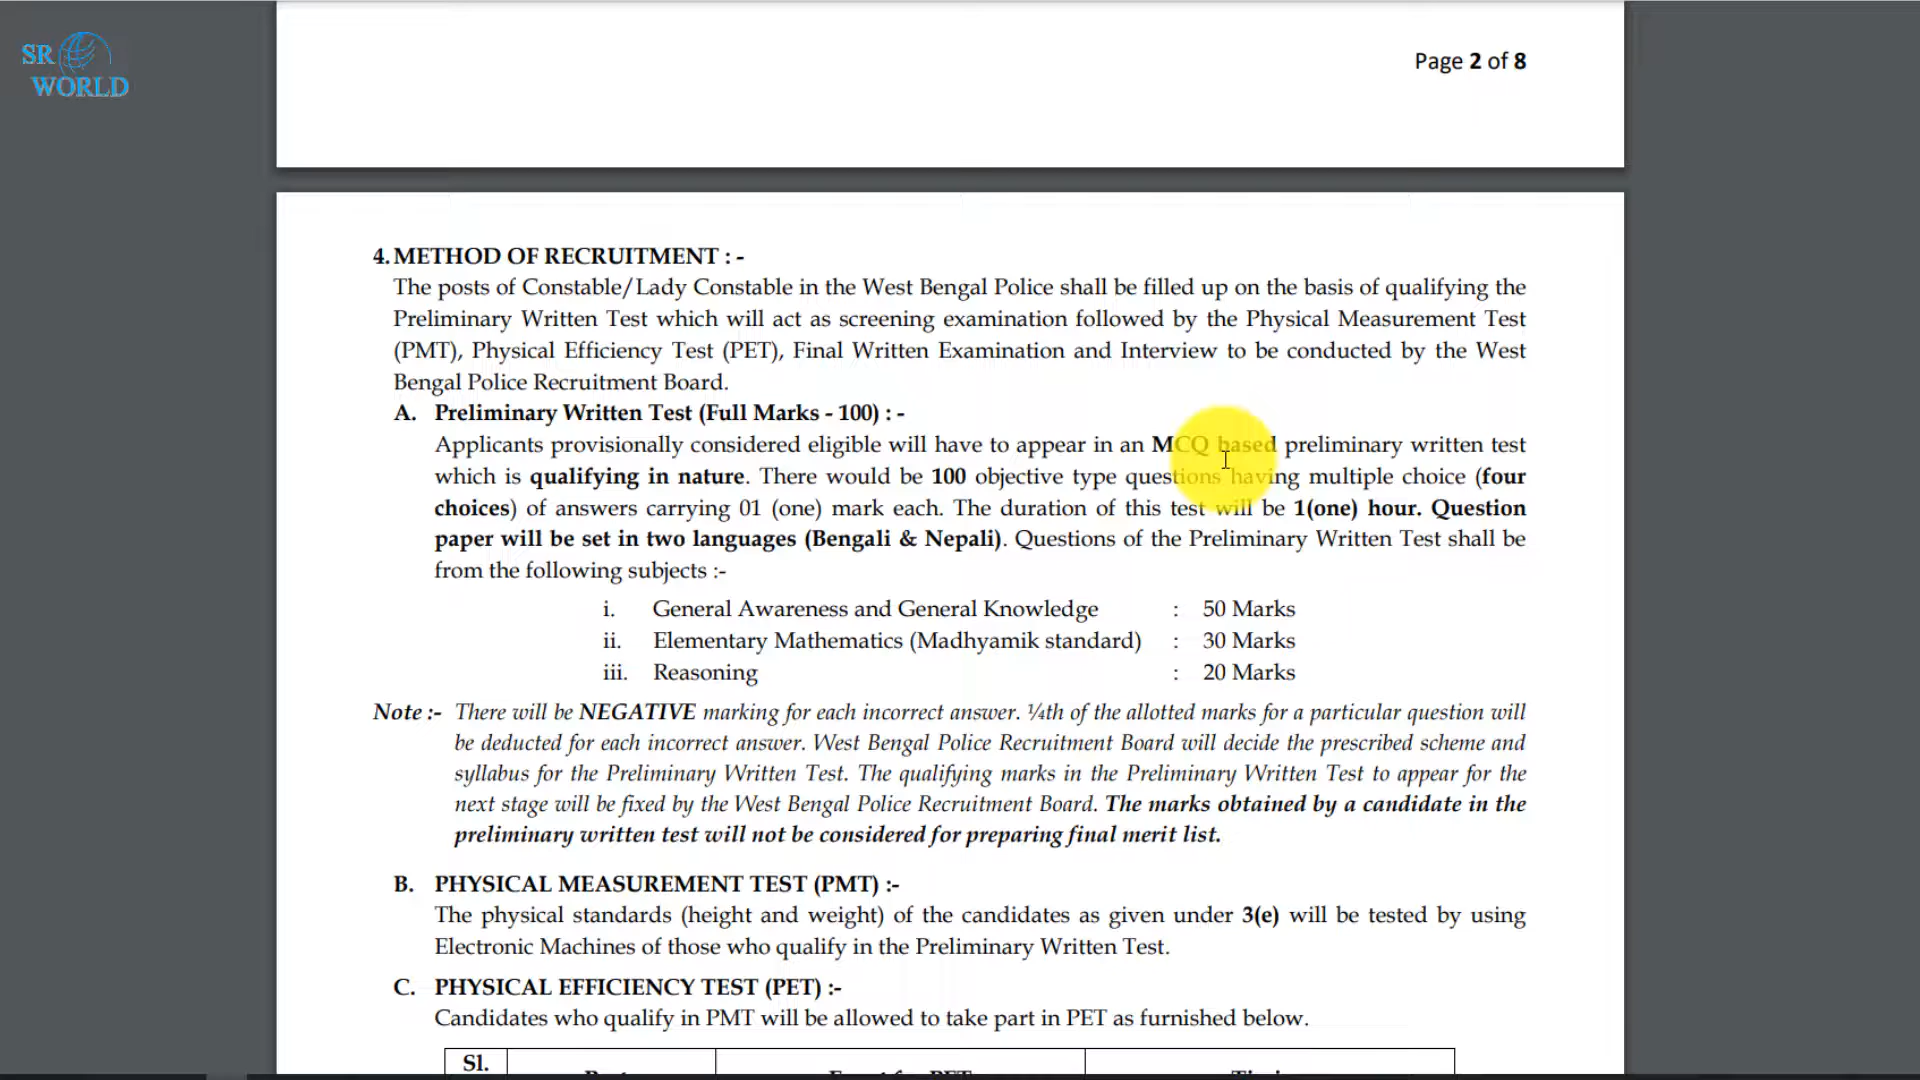 SR
WORLD
Page 2 of 8
4. METHOD OF RECRUITMENT : -
The posts of Constable/Lady Constable in the West Bengal Police shall be filled up on the basis of qualifying the
Preliminary Written Test which will act as screening examination followed by the Physical Measurement Test
(PMT), Physical Efficiency Test (PET), Final Written Examination and Interview to be conducted by the West
Bengal Police Recruitment Board.
A. Preliminary Written Test (Full Marks - 100) : -
Applicants provisionally considered eligible will have to appear in an MCQ based preliminary written test
which is qualifying in nature. There would be 100 objective type questions having multiple choice (four
choices) of answers carrying 01 (one) mark each. The duration of this test will be 1(one) hour. Question
paper will be set in two languages (Bengali & Nepali). Questions of the Preliminary Written Test shall be
from the following subjects :-
i. General Awareness and General Knowledge : 50 Marks
ii. Elementary Mathematics (Madhyamik standard) : 30 Marks
iii. Reasoning : 20 Marks
Note :- There will be NEGATIVE marking for each incorrect answer. ¼th of the allotted marks for a particular question will
be deducted for each incorrect answer. West Bengal Police Recruitment Board will decide the prescribed scheme and
syllabus for the Preliminary Written Test. The qualifying marks in the Preliminary Written Test to appear for the
next stage will be fixed by the West Bengal Police Recruitment Board. The marks obtained by a candidate in the
preliminary written test will not be considered for preparing final merit list.
B. PHYSICAL MEASUREMENT TEST (PMT) :-
The physical standards (height and weight) of the candidates as given under 3(e) will be tested by using
Electronic Machines of those who qualify in the Preliminary Written Test.
C. PHYSICAL EFFICIENCY TEST (PET) :-
Candidates who qualify in PMT will be allowed to take part in PET as furnished below.
Sl.